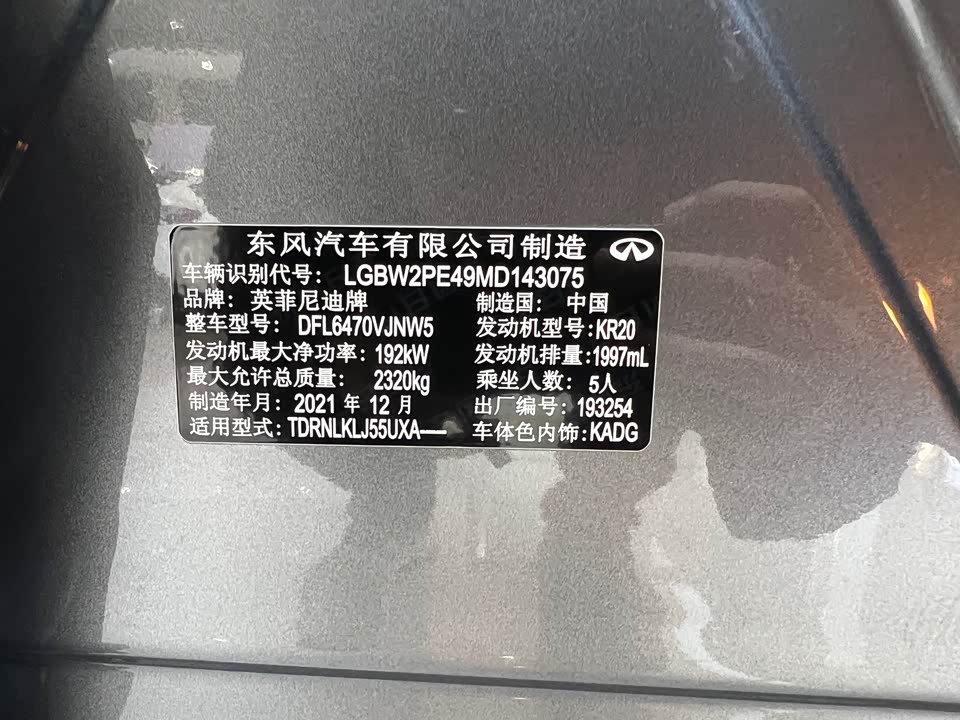 东风汽车有限公司制造
车辆识别代号: LGBW2PE49MD143075
品牌: 英菲尼迪牌 制造国: 中国
整车型号: DFL6470VJNW5 发动机型号:KR20
发动机最大净功率: 192kW 发动机排量:1997mL
最大允许总质量: 2320kg 乘坐人数: 5人
制造年月: 2021 年 12 月 出厂编号: 193254
适用型式: TDRNLKLJ55UXA—— 车体色内饰:KADG